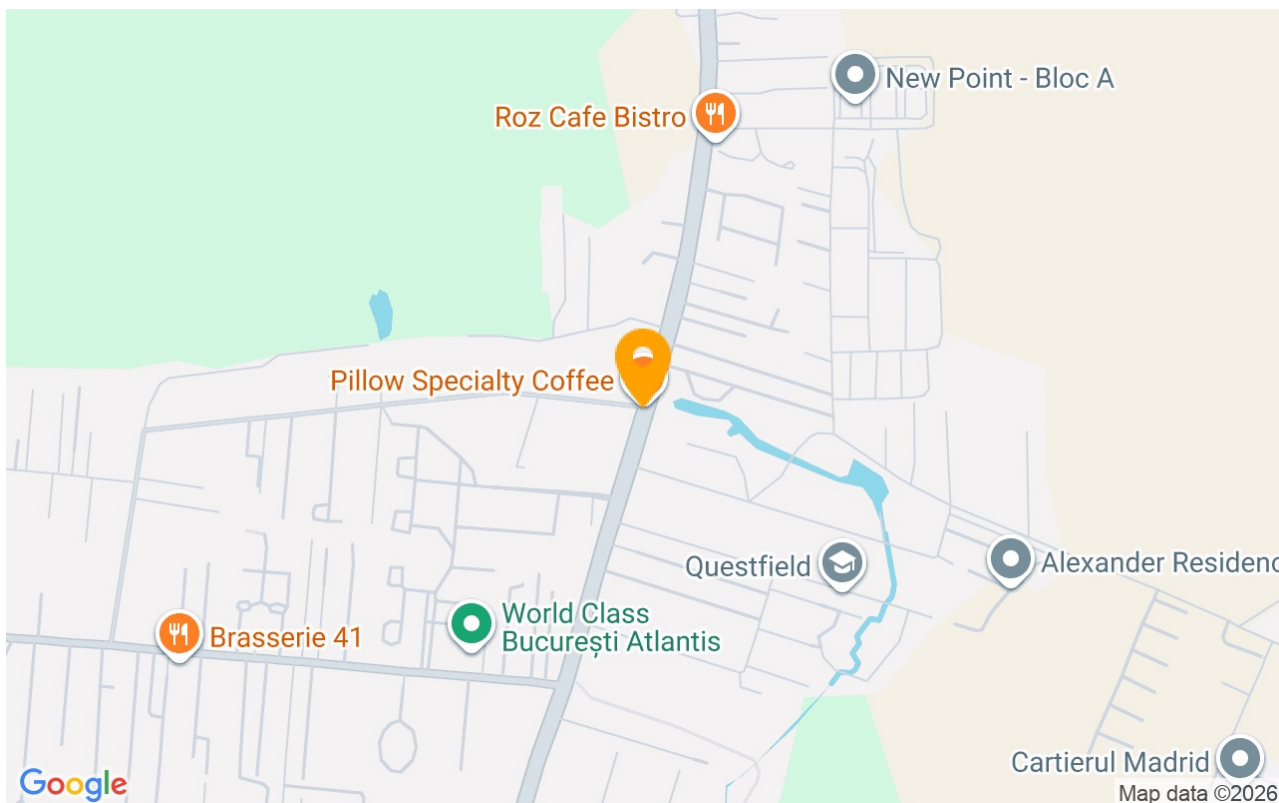 New Point - Bloc A
Roz Cafe Bistro
Pillow Specialty Coffee
Questfield
Alexander Residenc
World Class
București Atlantis
Brasserie 41
Cartierul Madrid
Google
Map data ©2026